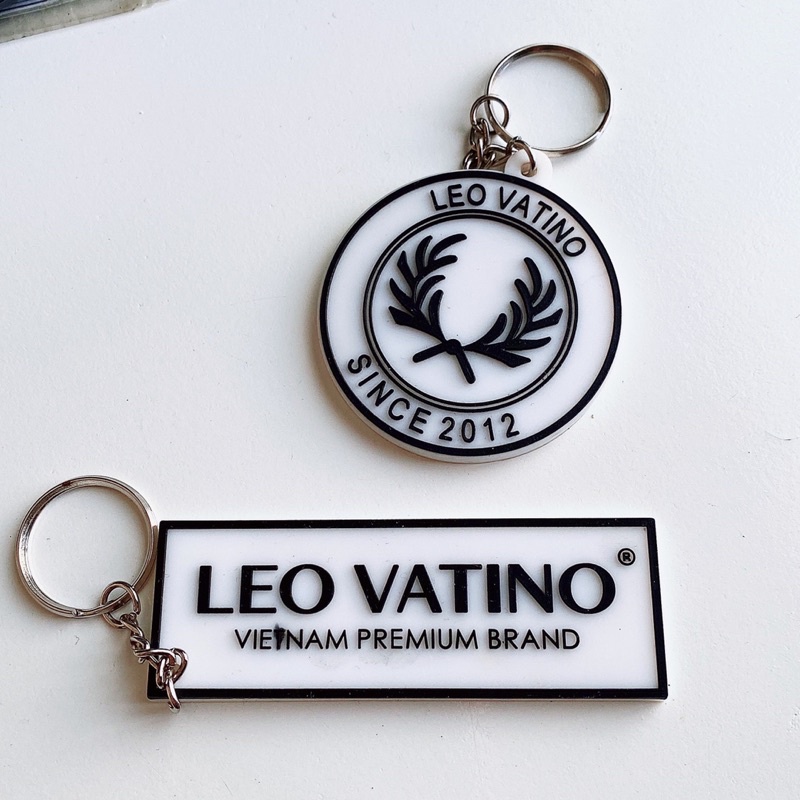 LEO VATINO
SINCE 2012
LEO VATINO®
VIETNAM PREMIUM BRAND